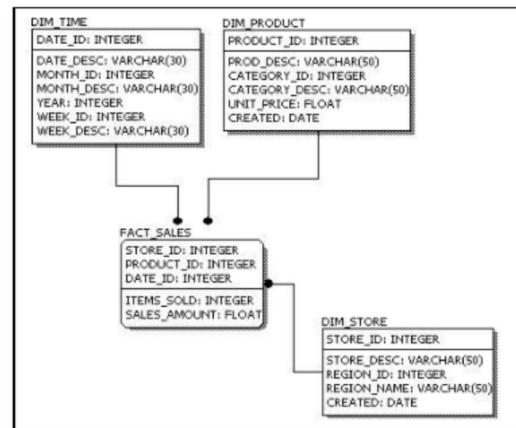 DIM_TIME
DATE_ID: INTEGER
DATE_DESC: VARCHAR(30)
MONTH_ID: INTEGER
MONTH_DESC: VARCHAR(30)
YEAR: INTEGER
WEEK_ID: INTEGER
WEEK_DESC: VARCHAR(30)
DIM_PRODUCT
PRODUCT_ID: INTEGER
PROD_DESC: VARCHAR(50)
CATEGORY_ID: INTEGER
CATEGORY_DESC: VARCHAR(50)
UNIT_PRICE: FLOAT
CREATED: DATE
FACT_SALES
STORE_ID: INTEGER
PRODUCT_ID: INTEGER
DATE_ID: INTEGER
ITEMS_SOLD: INTEGER
SALES_AMOUNT: FLOAT
DIM_STORE
STORE_ID: INTEGER
STORE_DESC: VARCHAR(50)
REGION_ID: INTEGER
REGION_NAME: VARCHAR(50)
CREATED: DATE